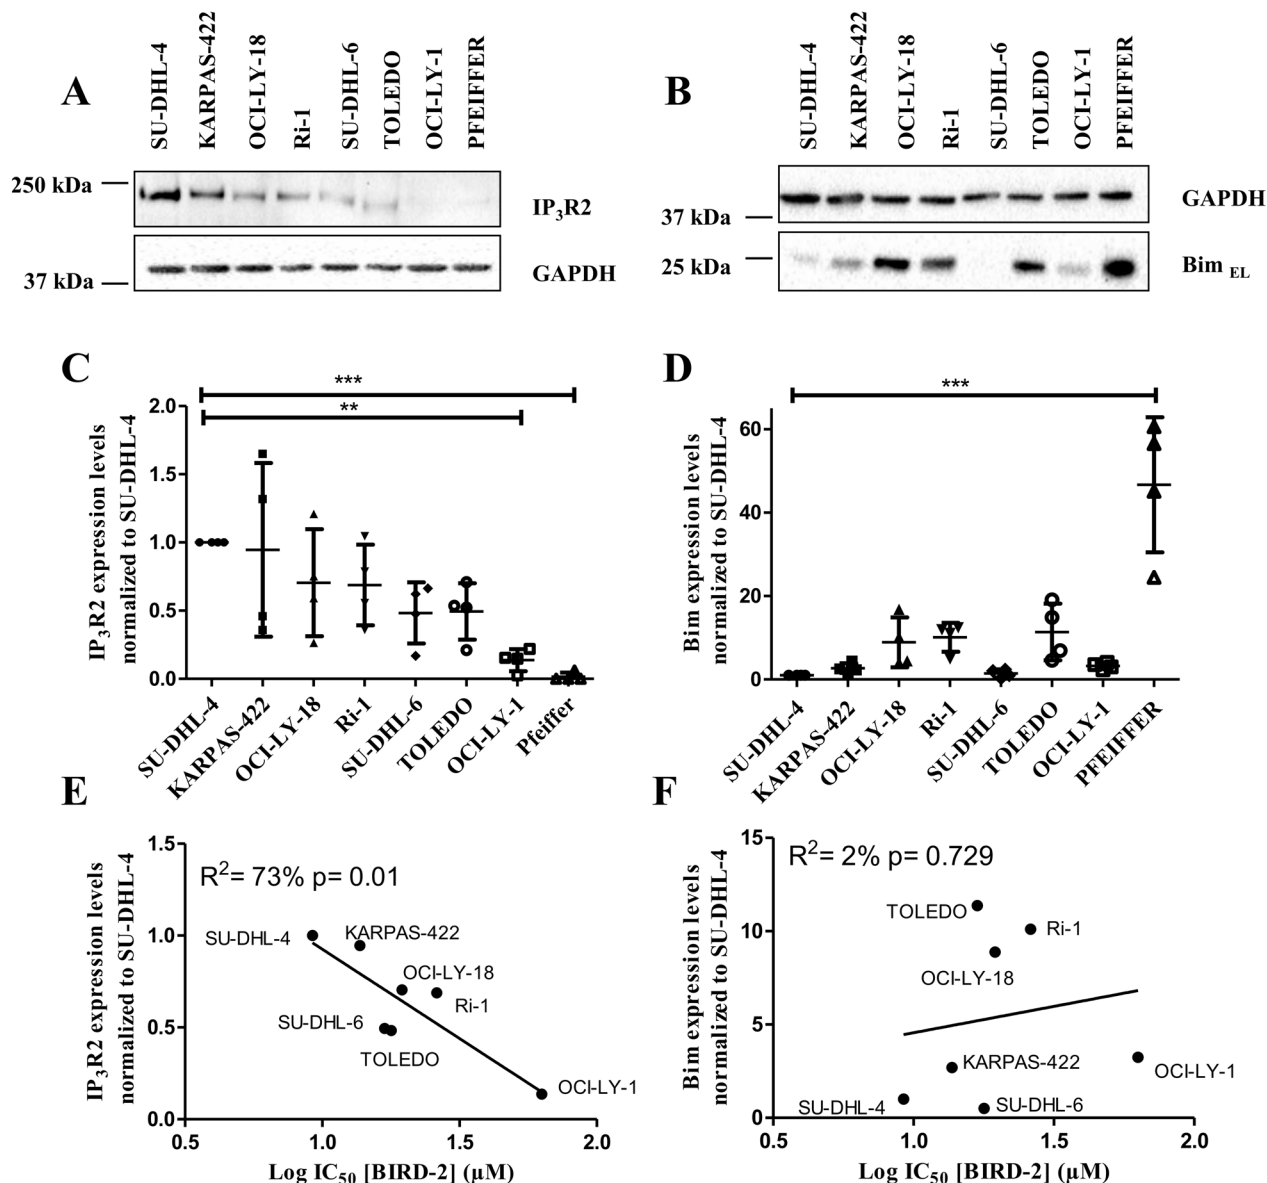 A
SU-DHL-4
KARPAS-422
OCI-LY-18
Ri-1
SU-DHL-6
TOLEDO
OCI-LY-1
PFEIFFER
250 kDa
IP3R2
37 kDa
GAPDH
B
SU-DHL-4
KARPAS-422
OCI-LY-18
Ri-1
SU-DHL-6
TOLEDO
OCI-LY-1
PFEIFFER
37 kDa
GAPDH
25 kDa
Bim EL
C
***
**
IP3R2 expression levels
normalized to SU-DHL-4
2.0
1.5
1.0
0.5
0.0
SU-DHL-4
KARPAS-422
OCI-LY-18
Ri-1
SU-DHL-6
TOLEDO
OCI-LY-1
Pfeiffer
D
***
Bim expression levels
normalized to SU-DHL-4
60
40
20
0
SU-DHL-4
KARPAS-422
OCI-LY-18
Ri-1
SU-DHL-6
TOLEDO
OCI-LY-1
PFEIFFER
E
IP3R2 expression levels
normalized to SU-DHL-4
1.5
1.0
0.5
0.0
R2= 73% p= 0.01
SU-DHL-4
KARPAS-422
OCI-LY-18
Ri-1
SU-DHL-6
TOLEDO
OCI-LY-1
0.5
1.0
1.5
2.0
Log IC50 [BIRD-2] (µM)
F
Bim expression levels
normalized to SU-DHL-4
15
10
5
0
R2= 2% p= 0.729
TOLEDO
Ri-1
OCI-LY-18
KARPAS-422
OCI-LY-1
SU-DHL-4
SU-DHL-6
0.5
1.0
1.5
2.0
Log IC50 [BIRD-2] (µM)